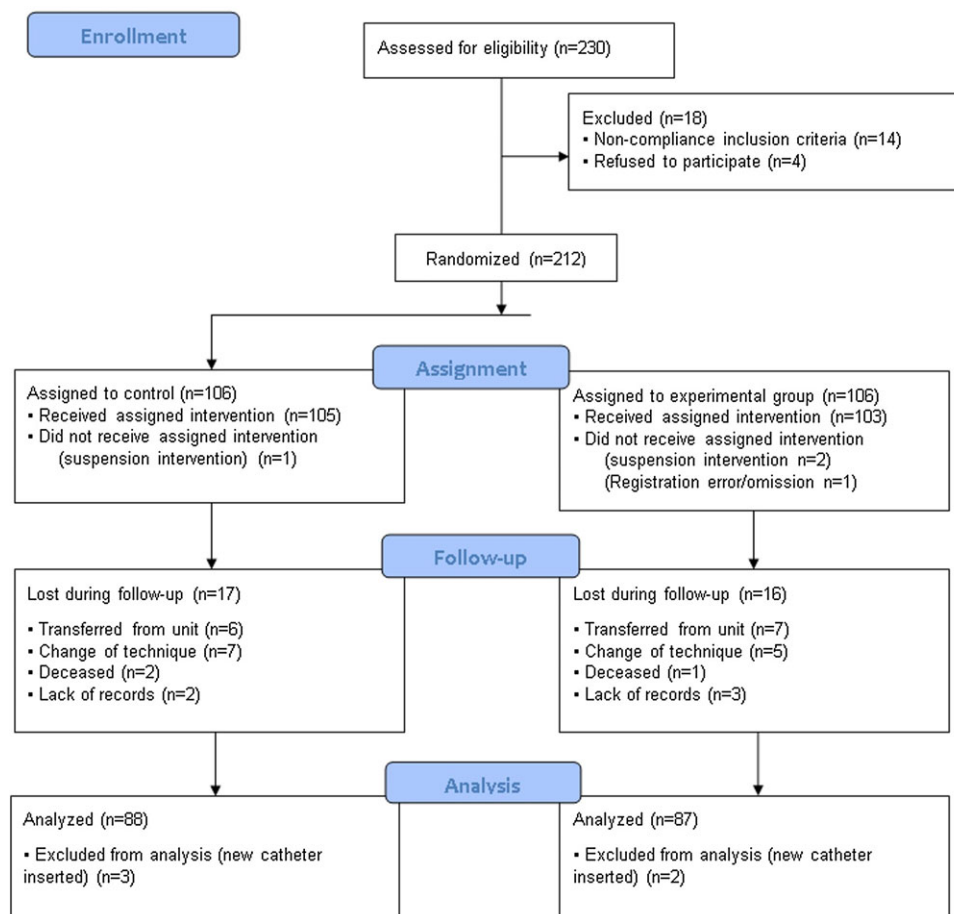 Enrollment
Assessed for eligibility (n=230)
Excluded (n=18)
▪ Non-compliance inclusion criteria (n=14)
▪ Refused to participate (n=4)
Randomized (n=212)
Assignment
Assigned to control (n=106)
▪ Received assigned intervention (n=105)
▪ Did not receive assigned intervention
(suspension intervention) (n=1)
Assigned to experimental group (n=106)
▪ Received assigned intervention (n=103)
▪ Did not receive assigned intervention
(suspension intervention n=2)
(Registration error/omission n=1)
Follow-up
Lost during follow-up (n=17)
▪ Transferred from unit (n=6)
▪ Change of technique (n=7)
▪ Deceased (n=2)
▪ Lack of records (n=2)
Lost during follow-up (n=16)
▪ Transferred from unit (n=7)
▪ Change of technique (n=5)
▪ Deceased (n=1)
▪ Lack of records (n=3)
Analysis
Analyzed (n=88)
▪ Excluded from analysis (new catheter
inserted) (n=3)
Analyzed (n=87)
▪ Excluded from analysis (new catheter
inserted) (n=2)